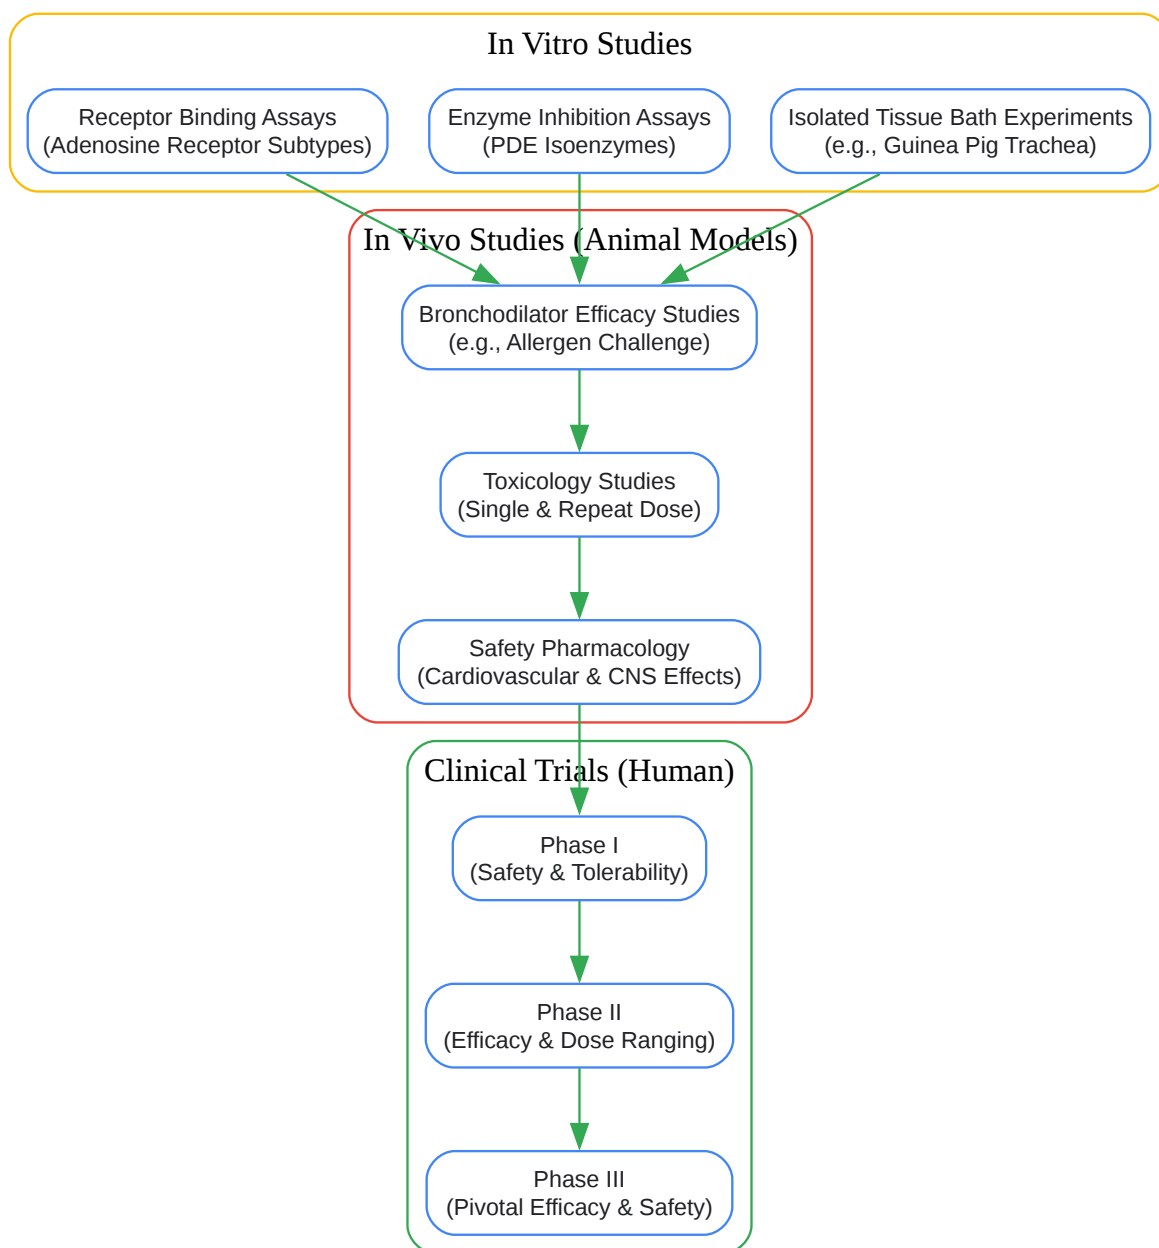 In Vitro Studies
Receptor Binding Assays
(Adenosine Receptor Subtypes)
Enzyme Inhibition Assays
(PDE Isoenzymes)
Isolated Tissue Bath Experiments
(e.g., Guinea Pig Trachea)
In Vivo Studies (Animal Models)
Bronchodilator Efficacy Studies
(e.g., Allergen Challenge)
Toxicology Studies
(Single & Repeat Dose)
Safety Pharmacology
(Cardiovascular & CNS Effects)
Clinical Trials (Human)
Phase I
(Safety & Tolerability)
Phase II
(Efficacy & Dose Ranging)
Phase III
(Pivotal Efficacy & Safety)